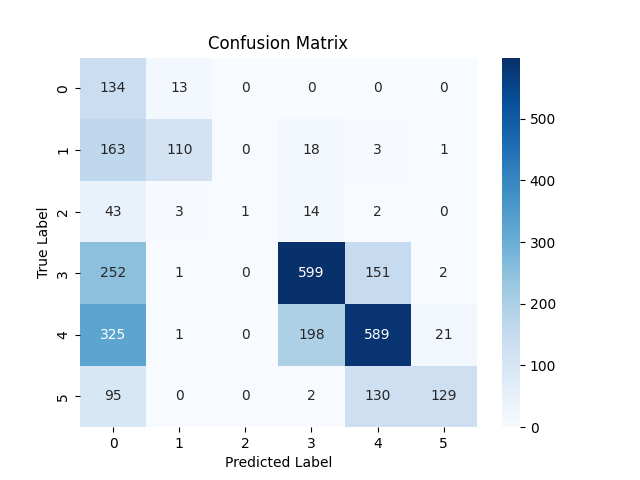 Confusion Matrix
0 134 13 0 0 0 0
1 163 110 0 18 3 1
2 43 3 1 14 2 0
3 252 1 0 599 151 2
4 325 1 0 198 589 21
5 95 0 0 2 130 129
0 1 2 3 4 5
True Label
Predicted Label
500
400
300
200
100
0